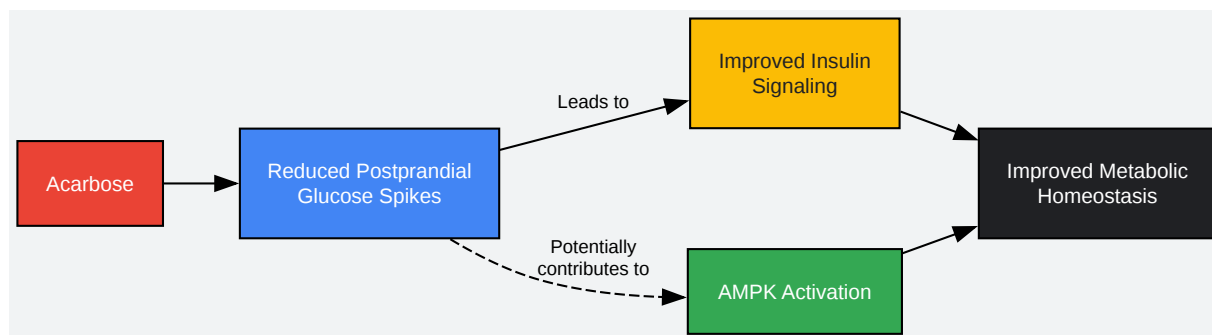 Acarbose
Reduced Postprandial
Glucose Spikes
Leads to
Improved Insulin
Signaling
Potentially
contributes to
AMPK Activation
Improved Metabolic
Homeostasis